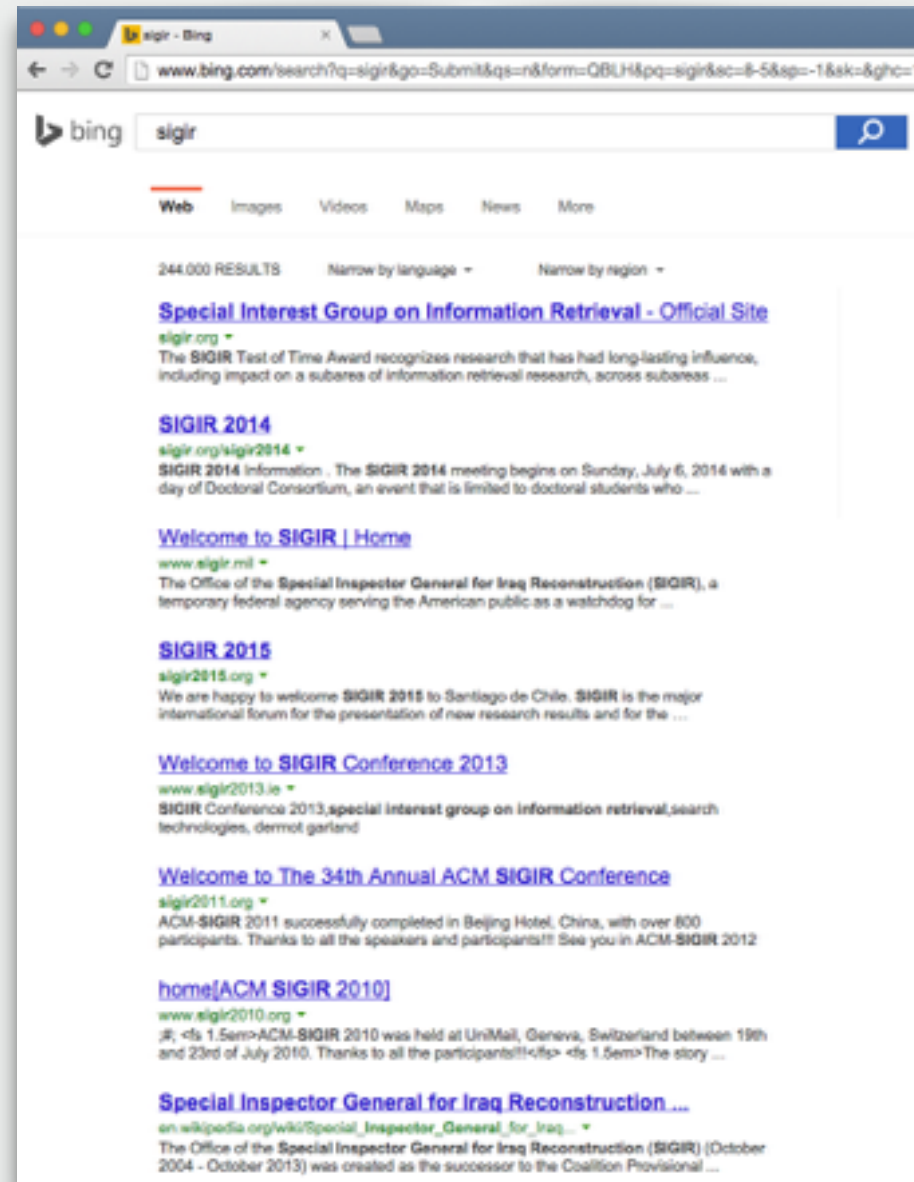 sigir - Bing
www.bing.com/search?q=sigir&go=Submit&qs=n&form=QBLH&pq=sigir&sc=8-5&sp=-1&sk=&ghc=1
bing sigir
Web Images Videos Maps News More
244.000 RESULTS Narrow by language Narrow by region
Special Interest Group on Information Retrieval - Official Site
sigir.org
The SIGIR Test of Time Award recognizes research that has had long-lasting influence,
including impact on a subarea of information retrieval research, across subareas ...
SIGIR 2014
sigir.org/sigir2014
SIGIR 2014 Information . The SIGIR 2014 meeting begins on Sunday, July 6, 2014 with a
day of Doctoral Consortium, an event that is limited to doctoral students who ...
Welcome to SIGIR | Home
www.sigir.mil
The Office of the Special Inspector General for Iraq Reconstruction (SIGIR), a
temporary federal agency serving the American public as a watchdog for ...
SIGIR 2015
sigir2015.org
We are happy to welcome SIGIR 2015 to Santiago de Chile. SIGIR is the major
international forum for the presentation of new research results and for the ...
Welcome to SIGIR Conference 2013
www.sigir2013.ie
SIGIR Conference 2013,special interest group on information retrieval,search
technologies, dermot garland
Welcome to The 34th Annual ACM SIGIR Conference
sigir2011.org
ACM-SIGIR 2011 successfully completed in Beijing Hotel, China, with over 800
participants. Thanks to all the speakers and participants!!! See you in ACM-SIGIR 2012
home[ACM SIGIR 2010]
www.sigir2010.org
;#; <fs 1.5em>ACM-SIGIR 2010 was held at UniMail, Geneva, Switzerland between 19th
and 23rd of July 2010. Thanks to all the participants!!!</fs> <fs 1.5em>The story ...
Special Inspector General for Iraq Reconstruction ...
en.wikipedia.org/wiki/Special_Inspector_General_for_Iraq...
The Office of the Special Inspector General for Iraq Reconstruction (SIGIR) (October
2004 - October 2013) was created as the successor to the Coalition Provisional ...